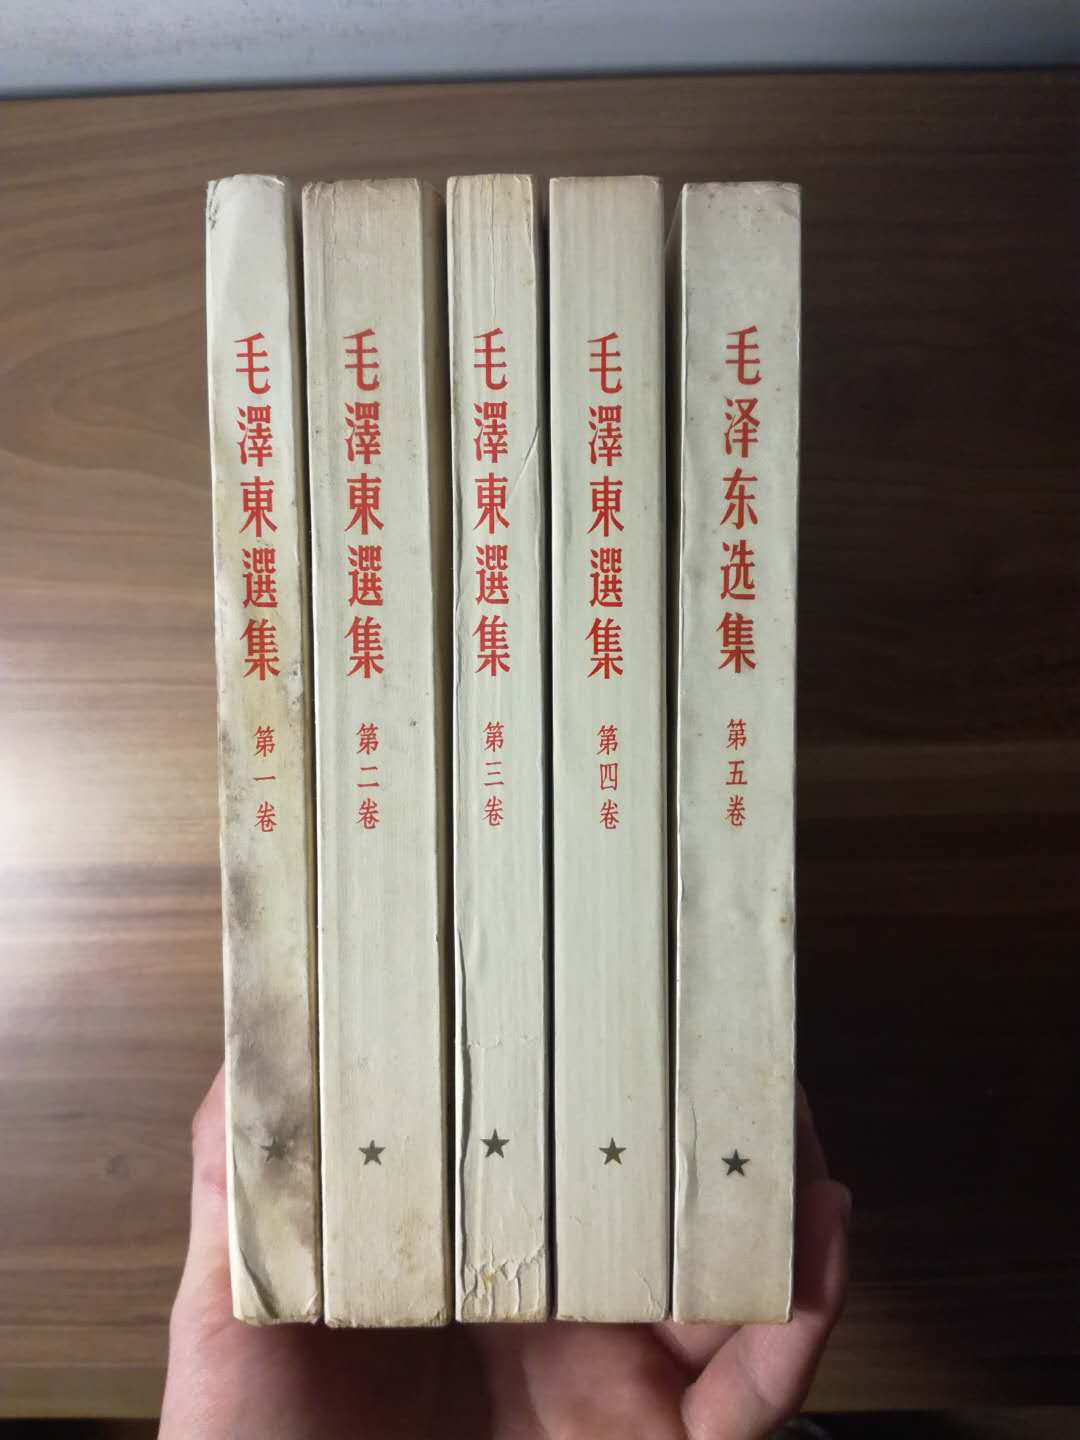 毛澤東選集
第一卷
毛澤東選集
第二卷
毛澤東選集
第三卷
毛澤東選集
第四卷
毛泽东选集
第五卷